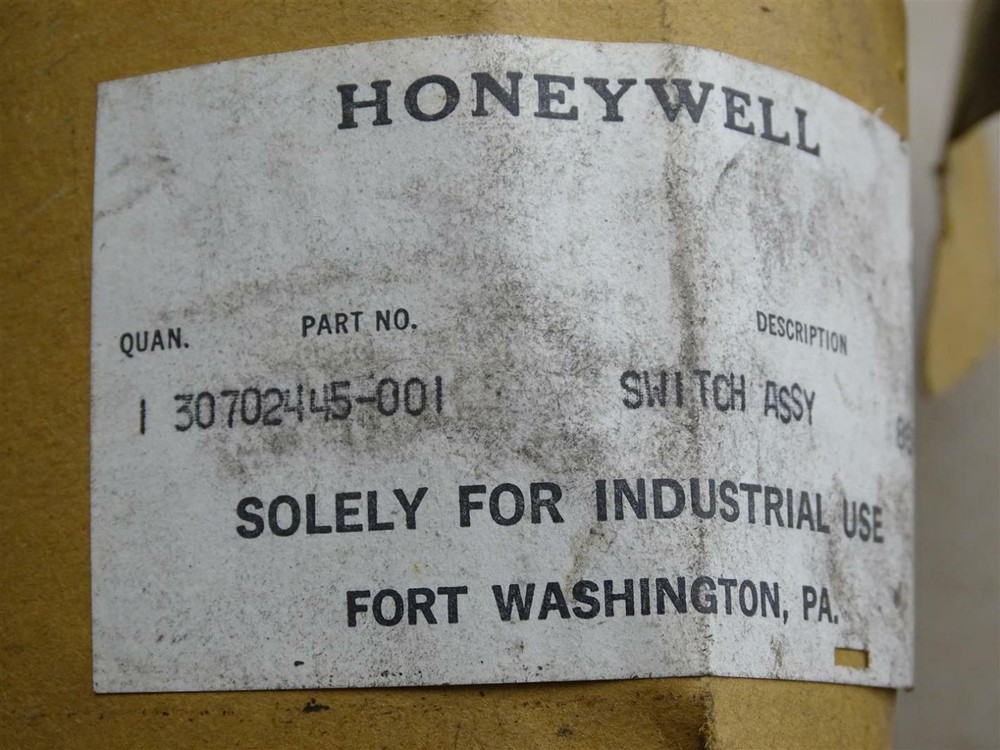 HONEYWELL
QUAN. PART NO. DESCRIPTION
1 30702445-001 SWITCH ASSY
SOLELY FOR INDUSTRIAL USE
FORT WASHINGTON, PA.